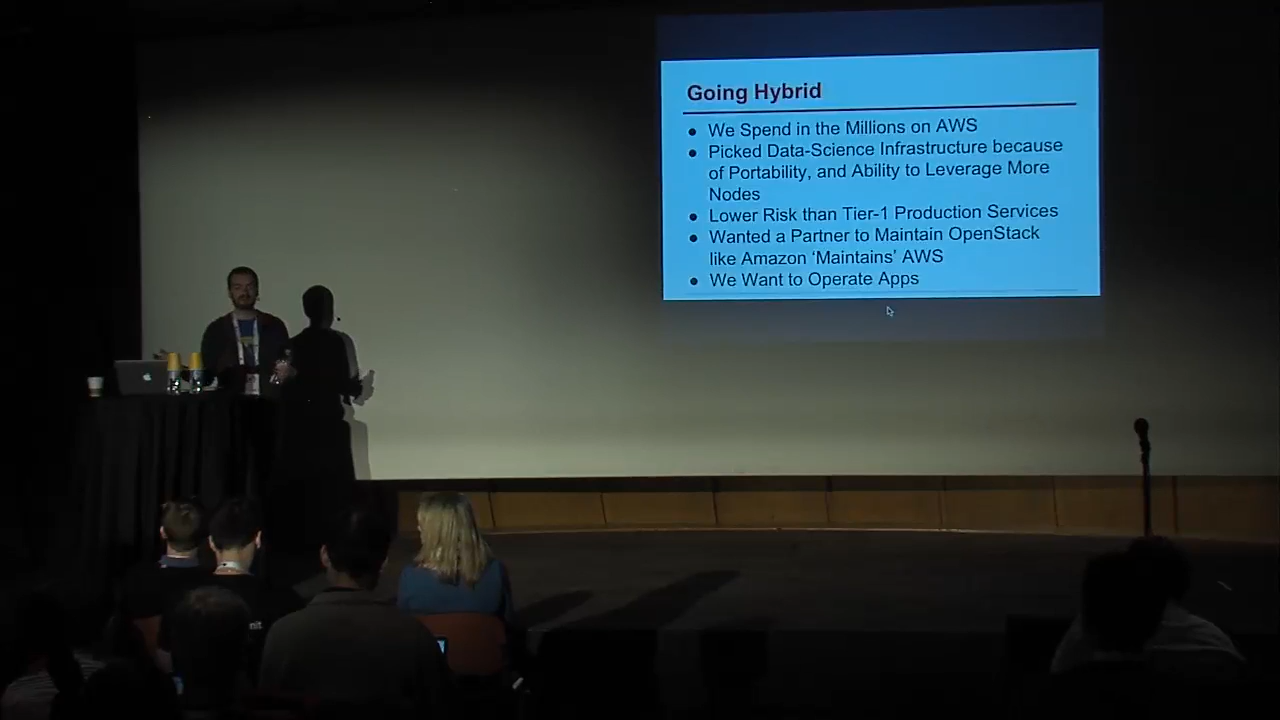 Going Hybrid
● We Spend in the Millions on AWS
● Picked Data-Science Infrastructure because
of Portability, and Ability to Leverage More
Nodes
● Lower Risk than Tier-1 Production Services
● Wanted a Partner to Maintain OpenStack
like Amazon ‘Maintains’ AWS
● We Want to Operate Apps